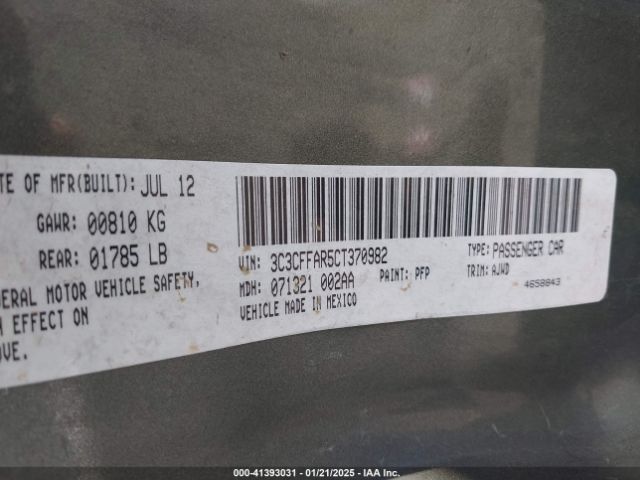 TE OF MFR(BUILT): JUL 12
GAWR: 00810 KG
REAR: 01785 LB
ERAL MOTOR VEHICLE SAFETY,
EFFECT ON
OVE.
VIN: 3C3CFFAR5CT370982
TYPE: PASSENGER CAR
MDH: 071321 002AA
PAINT: PFP
TRIM: AJWD
VEHICLE MADE IN MEXICO
4658843
000-41393031 — 01/21/2025 — IAA Inc.